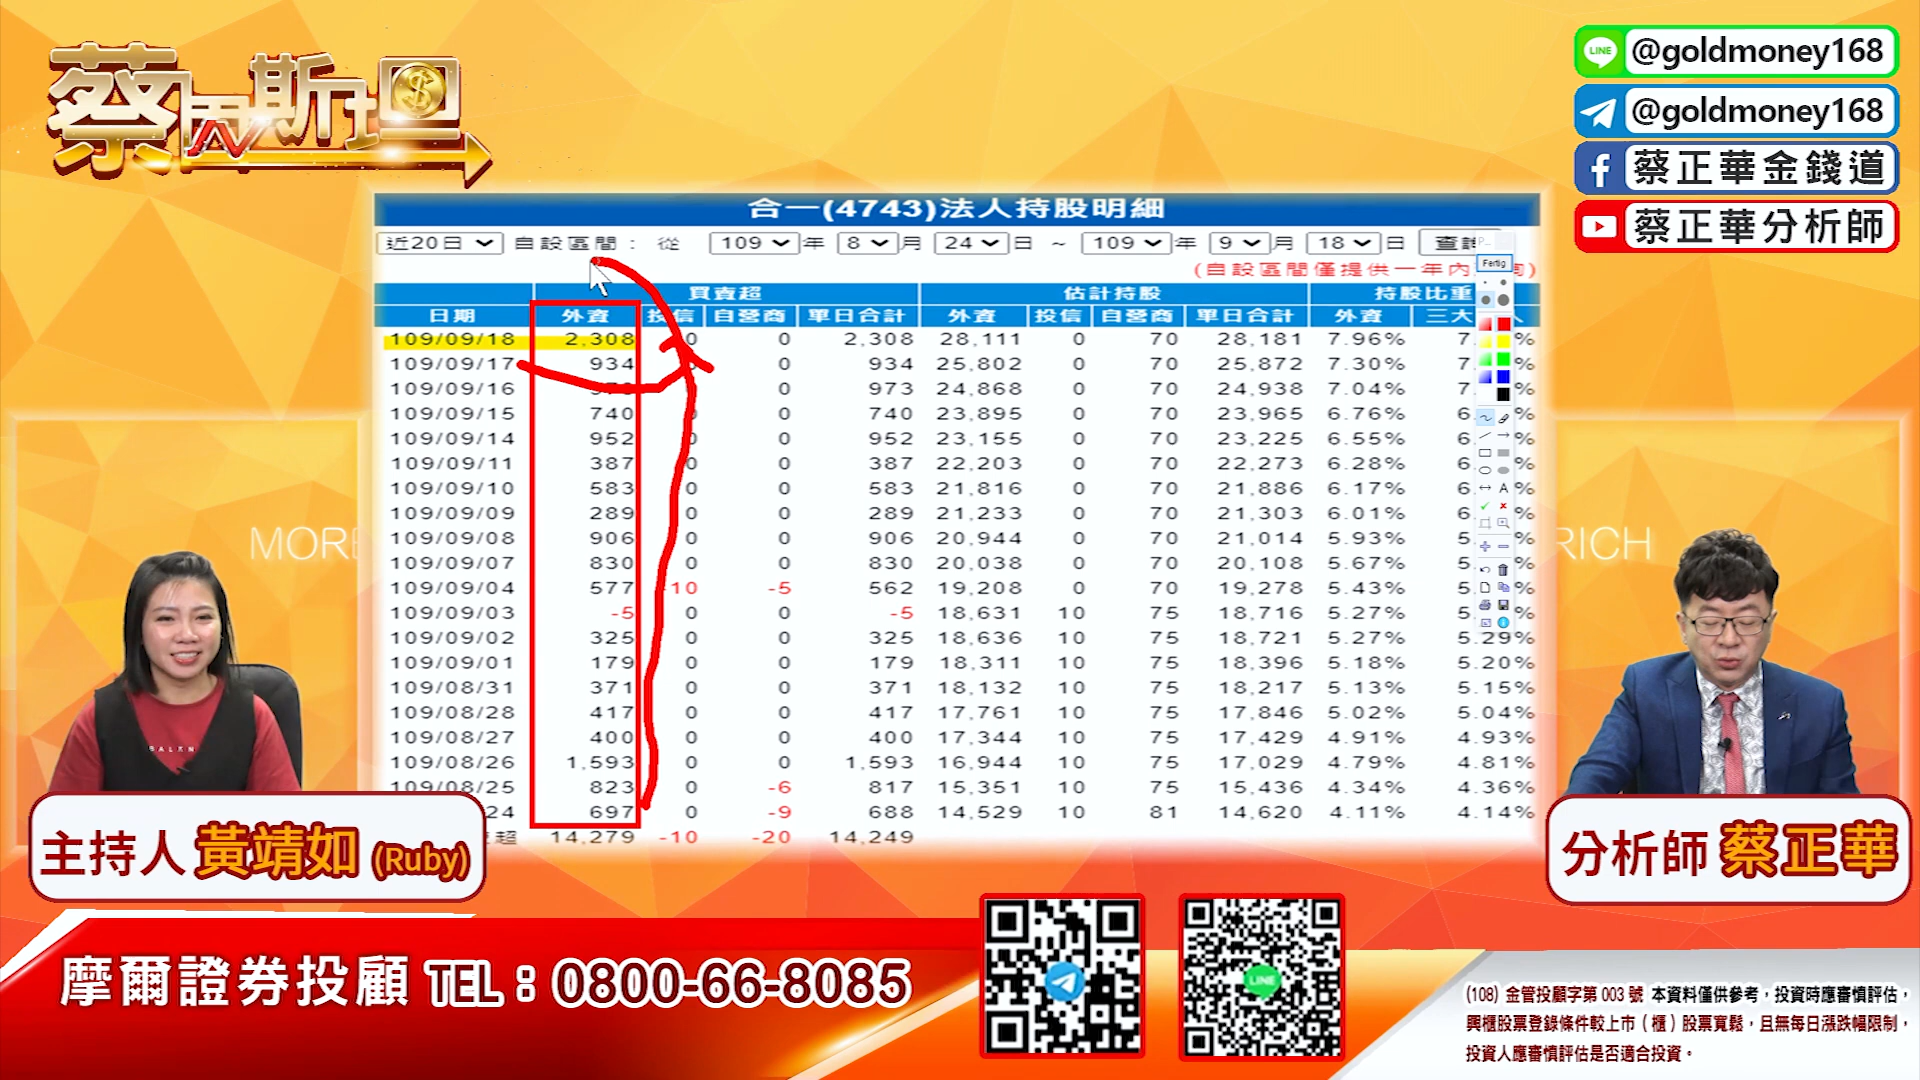 蔡因斯坦
LINE @goldmoney168
@goldmoney168
蔡正華金錢道
蔡正華分析師
合一(4743)法人持股明細
近20日 自設區間： 從 109 年 8 月 24 日 ~ 109 年 9 月 18 日
(自設區間僅提供一年內
Fertig
買賣超 估計持股 持股比重
日期 外資 投信 自營商 單日合計 外資 投信 自營商 單日合計 外資 三大
109/09/18 2,308 0 0 2,308 28,111 0 70 28,181 7.96% 7. %
109/09/17 934 0 934 25,802 0 70 25,872 7.30% 7. %
109/09/16 0 973 24,868 0 70 24,938 7.04% 7. %
109/09/15 740 0 0 740 23,895 0 70 23,965 6.76% 6. %
109/09/14 952 0 0 952 23,155 0 70 23,225 6.55% 6. %
109/09/11 387 0 0 387 22,203 0 70 22,273 6.28% 6. %
109/09/10 583 0 0 583 21,816 0 70 21,886 6.17% 6. %
109/09/09 289 0 0 289 21,233 0 70 21,303 6.01% 6. %
109/09/08 906 0 0 906 20,944 0 70 21,014 5.93% 5. %
109/09/07 830 0 0 830 20,038 0 70 20,108 5.67% 5. %
109/09/04 577 -10 -5 562 19,208 0 70 19,278 5.43% 5. %
109/09/03 -5 0 0 -5 18,631 10 75 18,716 5.27% 5. %
109/09/02 325 0 0 325 18,636 10 75 18,721 5.27% 5.29%
109/09/01 179 0 0 179 18,311 10 75 18,396 5.18% 5.20%
109/08/31 371 0 0 371 18,132 10 75 18,217 5.13% 5.15%
109/08/28 417 0 0 417 17,761 10 75 17,846 5.02% 5.04%
109/08/27 400 0 0 400 17,344 10 75 17,429 4.91% 4.93%
109/08/26 1,593 0 0 1,593 16,944 10 75 17,029 4.79% 4.81%
109/08/25 823 0 -6 817 15,351 10 75 15,436 4.34% 4.36%
24 697 0 -9 688 14,529 10 81 14,620 4.11% 4.14%
超 14,279 -10 -20 14,249
MORE RICH
主持人 黃靖如 (Ruby)
分析師 蔡正華
摩爾證券投顧 TEL：0800-66-8085
LINE
(108) 金管投顧字第 003 號 本資料僅供參考，投資時應審慎評估，
興櫃股票登錄條件較上市（櫃）股票寬鬆，且無每日漲跌幅限制，
投資人應審慎評估是否適合投資。